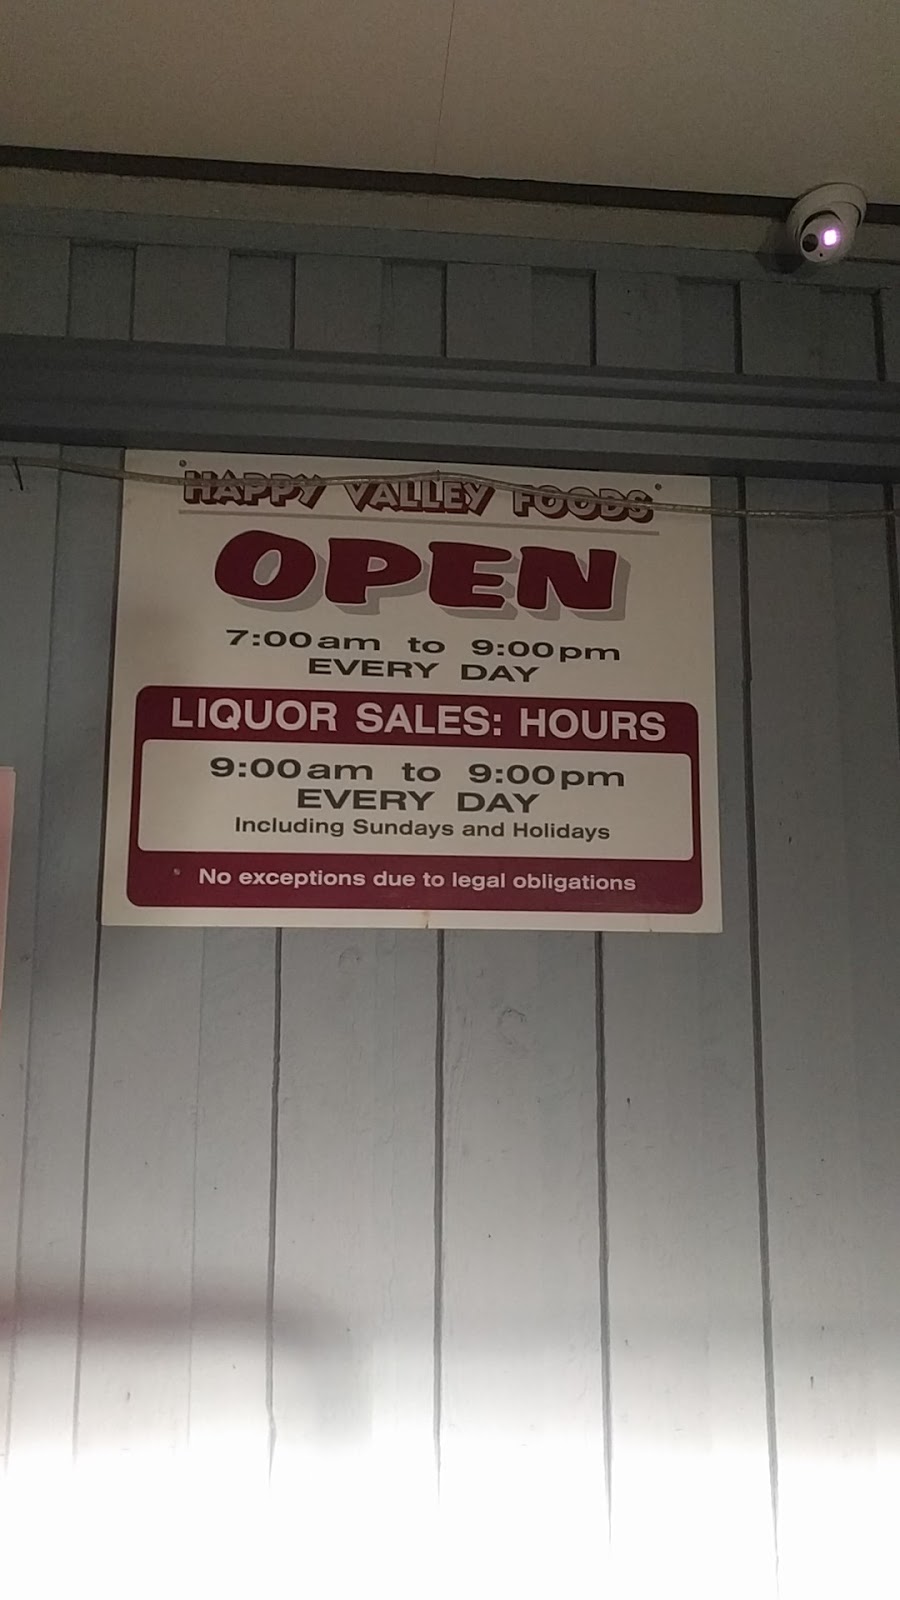 HAPPY VALLEY FOODS
OPEN
7:00am to 9:00pm
EVERY DAY
LIQUOR SALES: HOURS
9:00am to 9:00pm
EVERY DAY
Including Sundays and Holidays
No exceptions due to legal obligations